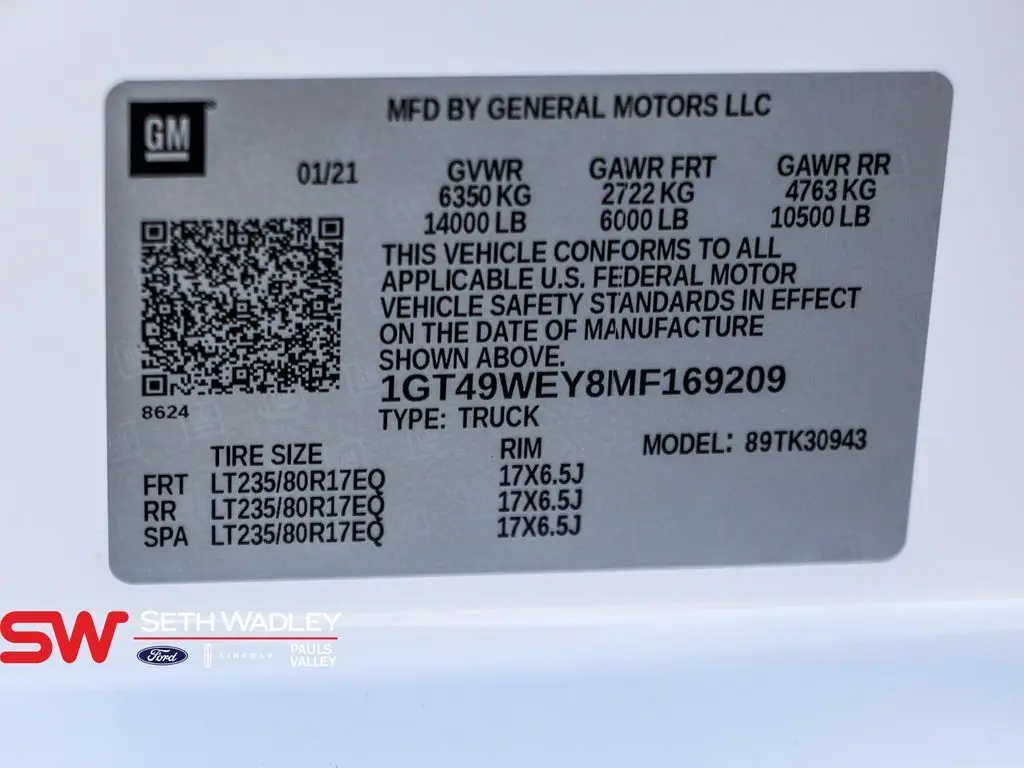 GM
MFD BY GENERAL MOTORS LLC
01/21 GVWR GAWR FRT GAWR RR
6350 KG 2722 KG 4763 KG
14000 LB 6000 LB 10500 LB
THIS VEHICLE CONFORMS TO ALL
APPLICABLE U.S. FEDERAL MOTOR
VEHICLE SAFETY STANDARDS IN EFFECT
ON THE DATE OF MANUFACTURE
SHOWN ABOVE.
1GT49WEY8MF169209
8624
TYPE: TRUCK
TIRE SIZE RIM MODEL: 89TK30943
FRT LT235/80R17EQ 17X6.5J
RR LT235/80R17EQ 17X6.5J
SPA LT235/80R17EQ 17X6.5J
SW SETH WADLEY
Ford LINCOLN PAULS
VALLEY